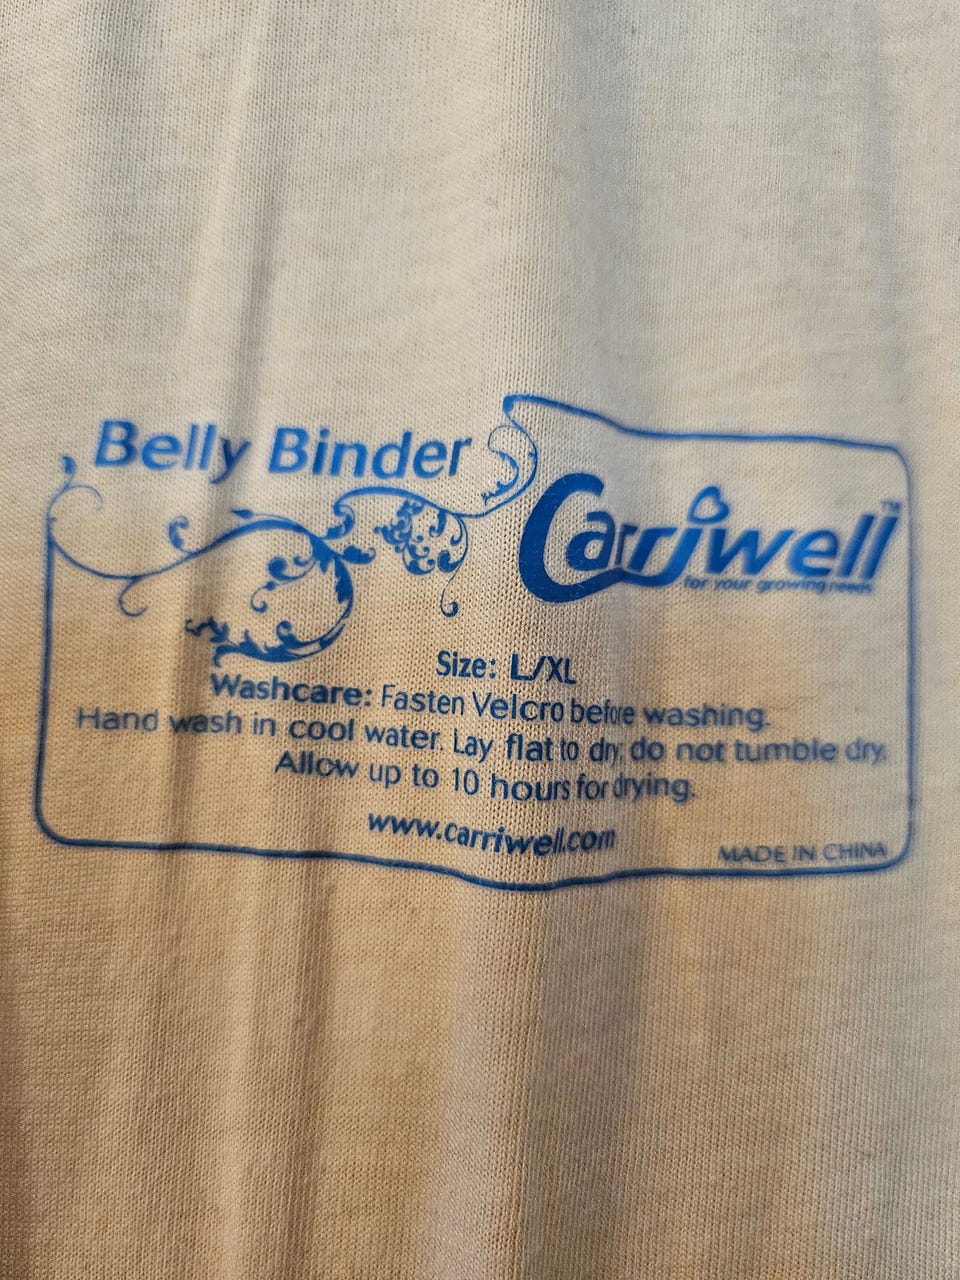 Belly Binder
Carriwell™
for your growing needs
Size: L/XL
Washcare: Fasten Velcro before washing.
Hand wash in cool water. Lay flat to dry, do not tumble dry.
Allow up to 10 hours for drying.
www.carriwell.com
MADE IN CHINA